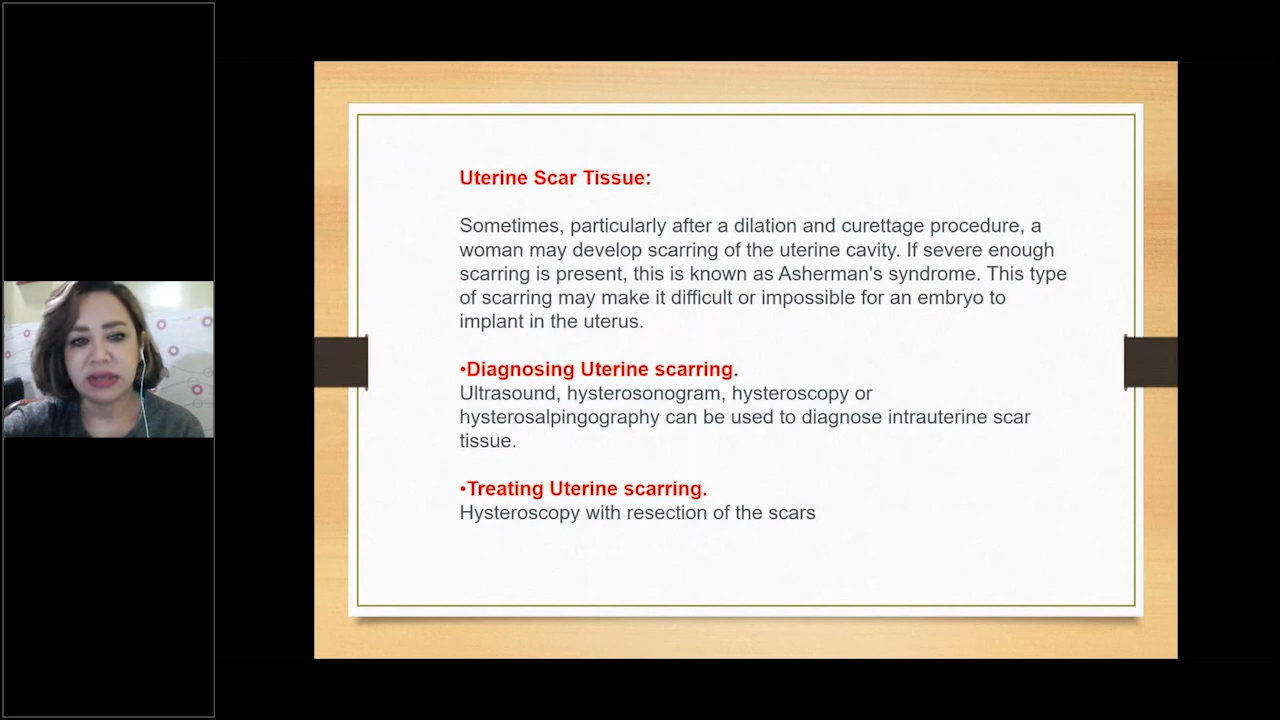 Uterine Scar Tissue:
Sometimes, particularly after a dilation and curettage procedure, a
woman may develop scarring of the uterine cavity. If severe enough
scarring is present, this is known as Asherman's syndrome. This type
of scarring may make it difficult or impossible for an embryo to
implant in the uterus.
•Diagnosing Uterine scarring.
Ultrasound, hysterosonogram, hysteroscopy or
hysterosalpingography can be used to diagnose intrauterine scar
tissue.
•Treating Uterine scarring.
Hysteroscopy with resection of the scars